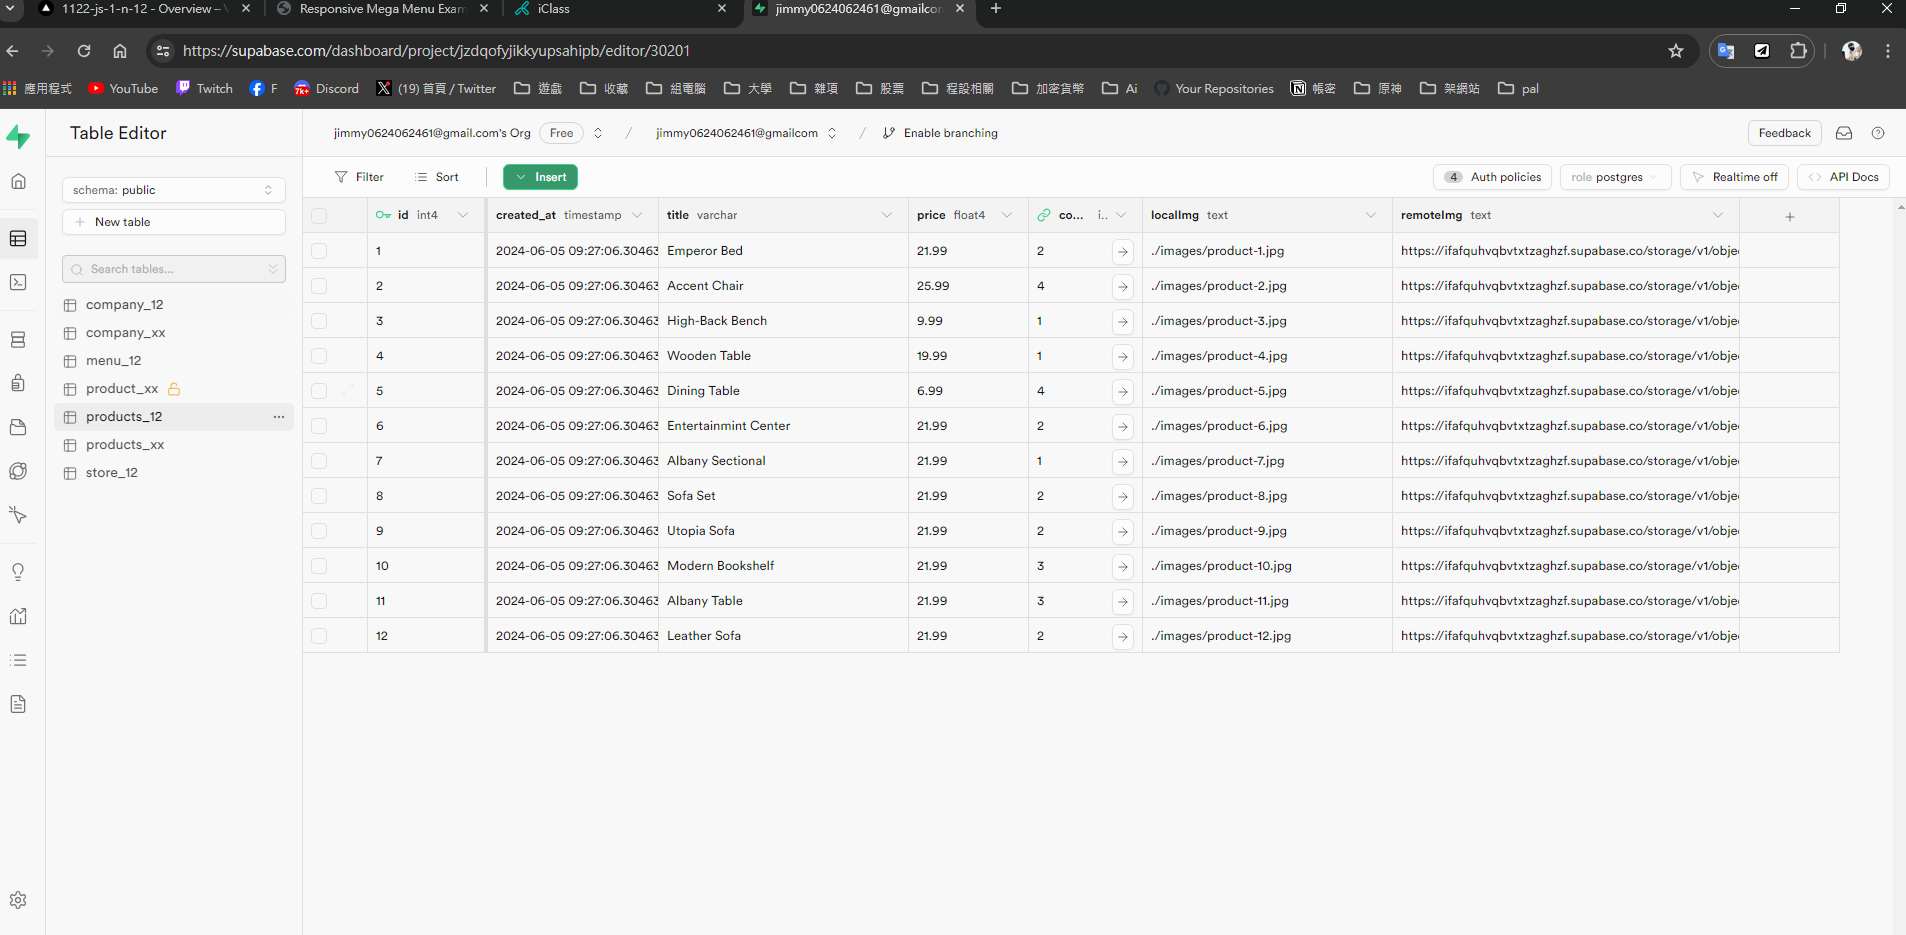 1122-js-1-n-12 - Overview –
Responsive Mega Menu Exam
iClass
jimmy0624062461@gmailcom
https://supabase.com/dashboard/project/jzdqofyjikkyupsahipb/editor/30201
應用程式 YouTube Twitch F Discord (19) 首頁 / Twitter 遊戲 收藏 組電腦 大學 雜項 股票 程設相關 加密貨幣 Ai Your Repositories 帳密 原神 架網站 pal
Table Editor
jimmy0624062461@gmail.com's Org Free / jimmy0624062461@gmailcom / Enable branching
Feedback
schema: public
New table
Search tables...
company_12
company_xx
menu_12
product_xx
products_12
products_xx
store_12
Filter Sort Insert
4 Auth policies role postgres Realtime off API Docs
id int4 created_at timestamp title varchar price float4 co... i.. localImg text remoteImg text
1 2024-06-05 09:27:06.30463 Emperor Bed 21.99 2 ./images/product-1.jpg https://ifafquhvqbvtxtzaghzf.supabase.co/storage/v1/obje
2 2024-06-05 09:27:06.30463 Accent Chair 25.99 4 ./images/product-2.jpg https://ifafquhvqbvtxtzaghzf.supabase.co/storage/v1/obje
3 2024-06-05 09:27:06.30463 High-Back Bench 9.99 1 ./images/product-3.jpg https://ifafquhvqbvtxtzaghzf.supabase.co/storage/v1/obje
4 2024-06-05 09:27:06.30463 Wooden Table 19.99 1 ./images/product-4.jpg https://ifafquhvqbvtxtzaghzf.supabase.co/storage/v1/obje
5 2024-06-05 09:27:06.30463 Dining Table 6.99 4 ./images/product-5.jpg https://ifafquhvqbvtxtzaghzf.supabase.co/storage/v1/obje
6 2024-06-05 09:27:06.30463 Entertainmint Center 21.99 2 ./images/product-6.jpg https://ifafquhvqbvtxtzaghzf.supabase.co/storage/v1/obje
7 2024-06-05 09:27:06.30463 Albany Sectional 21.99 1 ./images/product-7.jpg https://ifafquhvqbvtxtzaghzf.supabase.co/storage/v1/obje
8 2024-06-05 09:27:06.30463 Sofa Set 21.99 2 ./images/product-8.jpg https://ifafquhvqbvtxtzaghzf.supabase.co/storage/v1/obje
9 2024-06-05 09:27:06.30463 Utopia Sofa 21.99 2 ./images/product-9.jpg https://ifafquhvqbvtxtzaghzf.supabase.co/storage/v1/obje
10 2024-06-05 09:27:06.30463 Modern Bookshelf 21.99 3 ./images/product-10.jpg https://ifafquhvqbvtxtzaghzf.supabase.co/storage/v1/obje
11 2024-06-05 09:27:06.30463 Albany Table 21.99 3 ./images/product-11.jpg https://ifafquhvqbvtxtzaghzf.supabase.co/storage/v1/obje
12 2024-06-05 09:27:06.30463 Leather Sofa 21.99 2 ./images/product-12.jpg https://ifafquhvqbvtxtzaghzf.supabase.co/storage/v1/obje